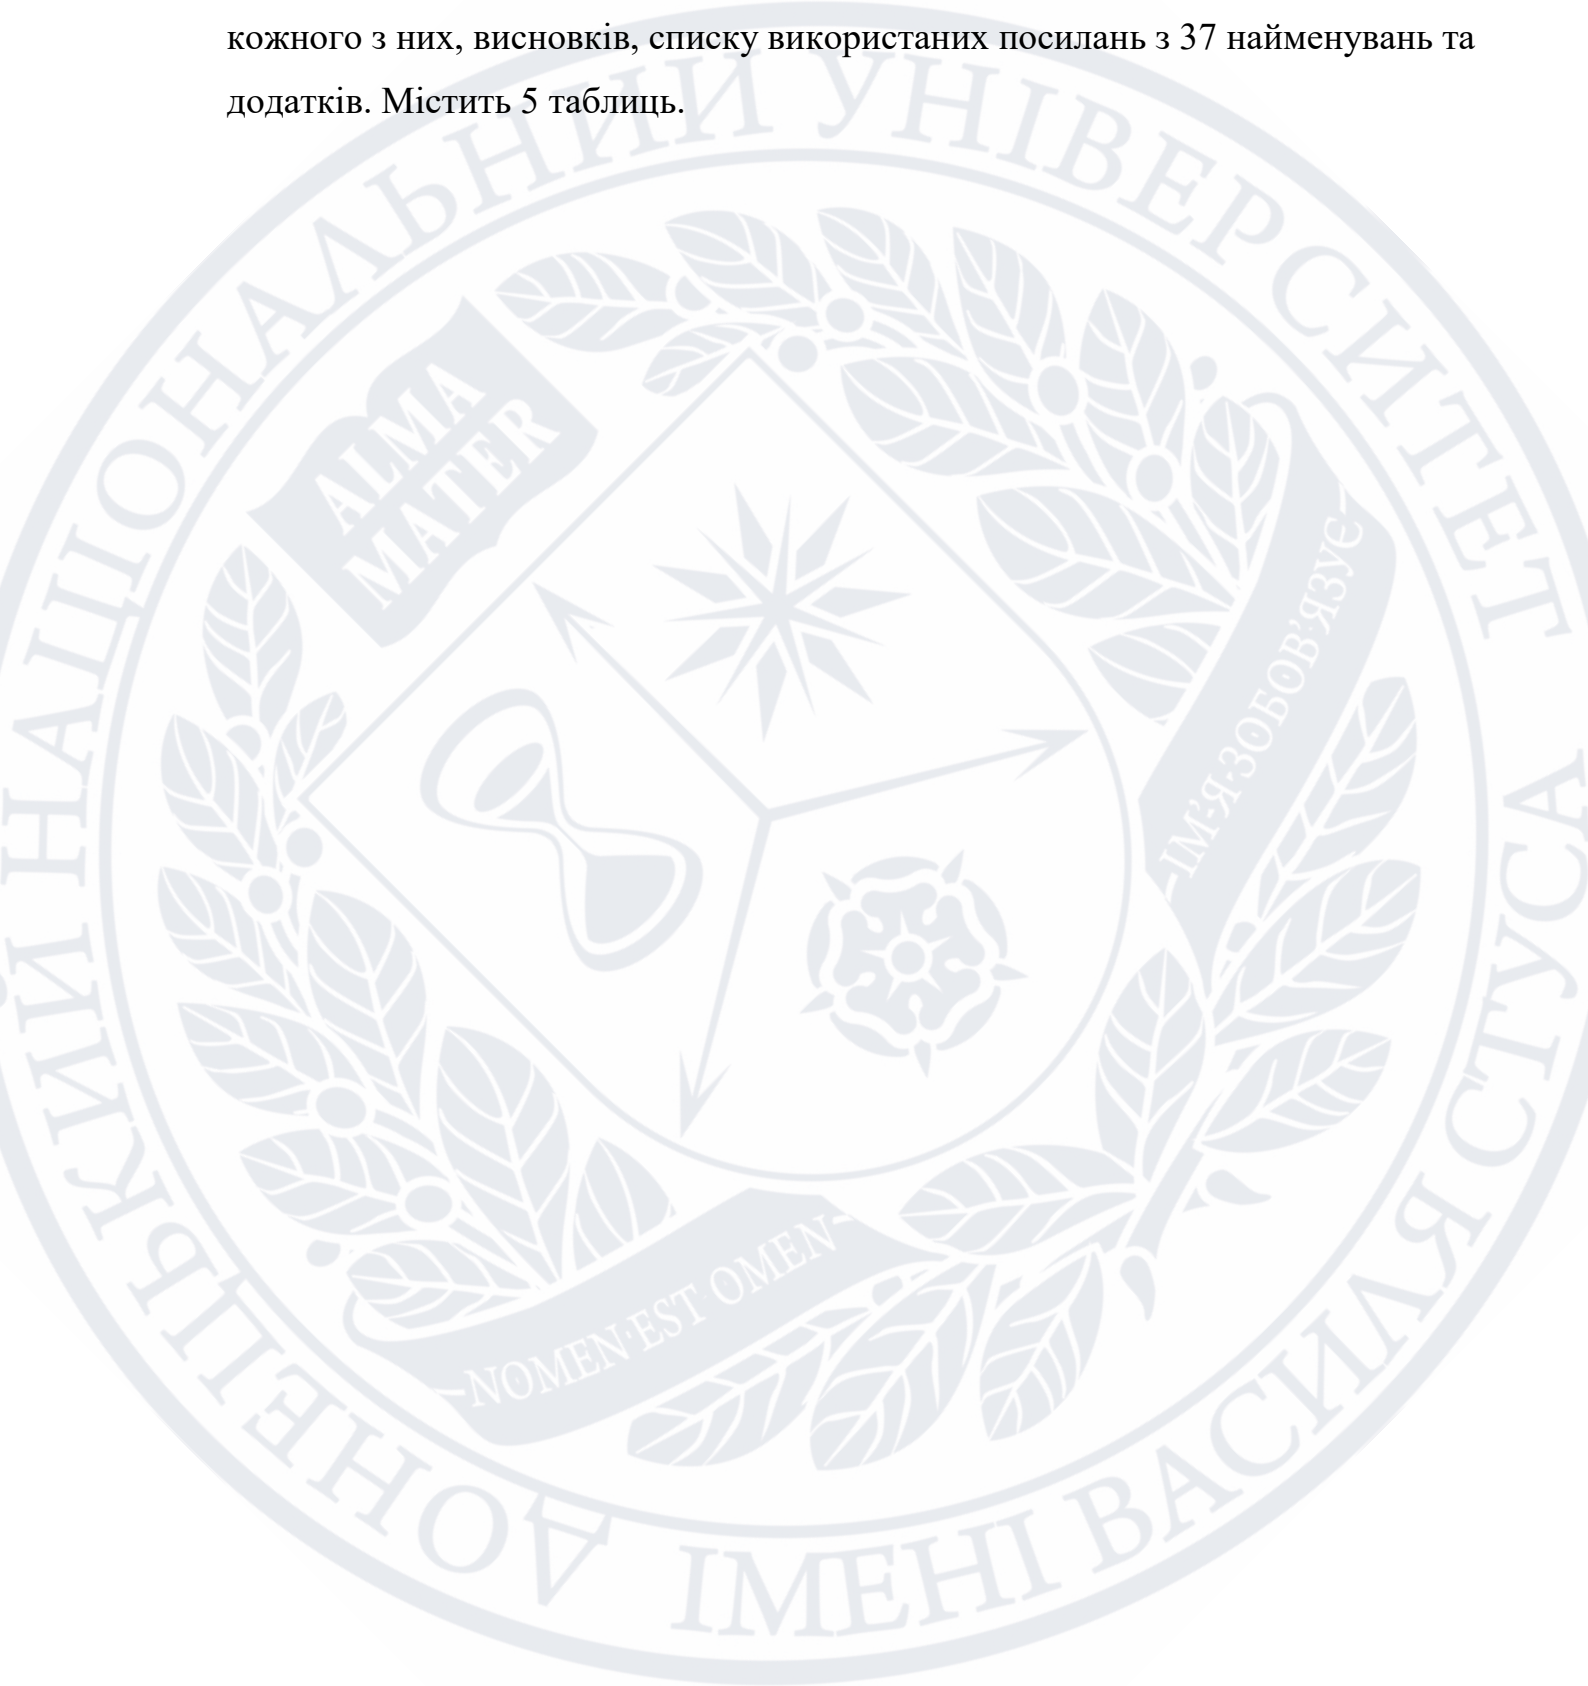 кожного з них, висновків, списку використаних посилань з 37 найменувань та
додатків. Містить 5 таблиць.
ДОНЕЦЬКИЙ НАЦІОНАЛЬНИЙ УНІВЕРСИТЕТ
ІМЕНІ ВАСИЛЯ СТУСА
ALMA
MATER
ІМ'Я·ЗОБОВ'ЯЗУЄ
NOMEN·EST·OMEN